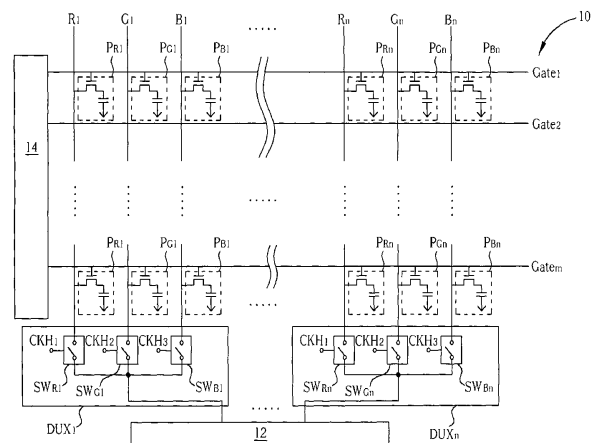 R1 G1 B1 ..... Rn Gn Bn
10
PR1 PG1 PB1 PRn PGn PBn
Gate1
Gate2
14
PR1 PG1 PB1 PRn PGn PBn
Gatem
CKH1 CKH2 CKH3 CKH1 CKH2 CKH3
SWR1 SWG1 SWB1 SWRn SWGn SWBn
DUX1 DUXn
12